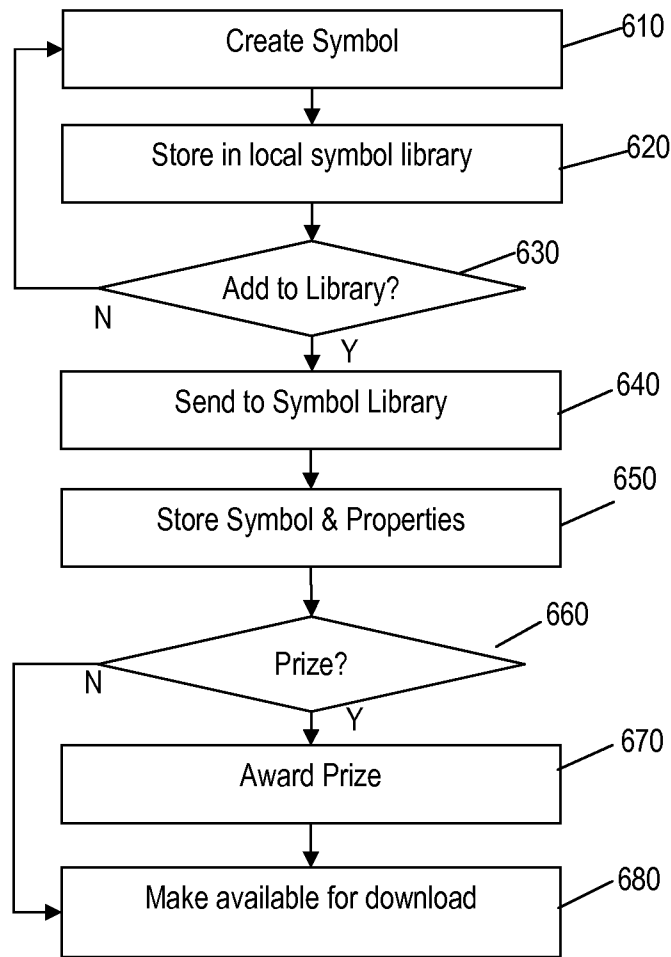 Create Symbol
610
Store in local symbol library
620
630
Add to Library?
N
Y
Send to Symbol Library
640
650
Store Symbol & Properties
660
Prize?
N
Y
670
Award Prize
Make available for download
680